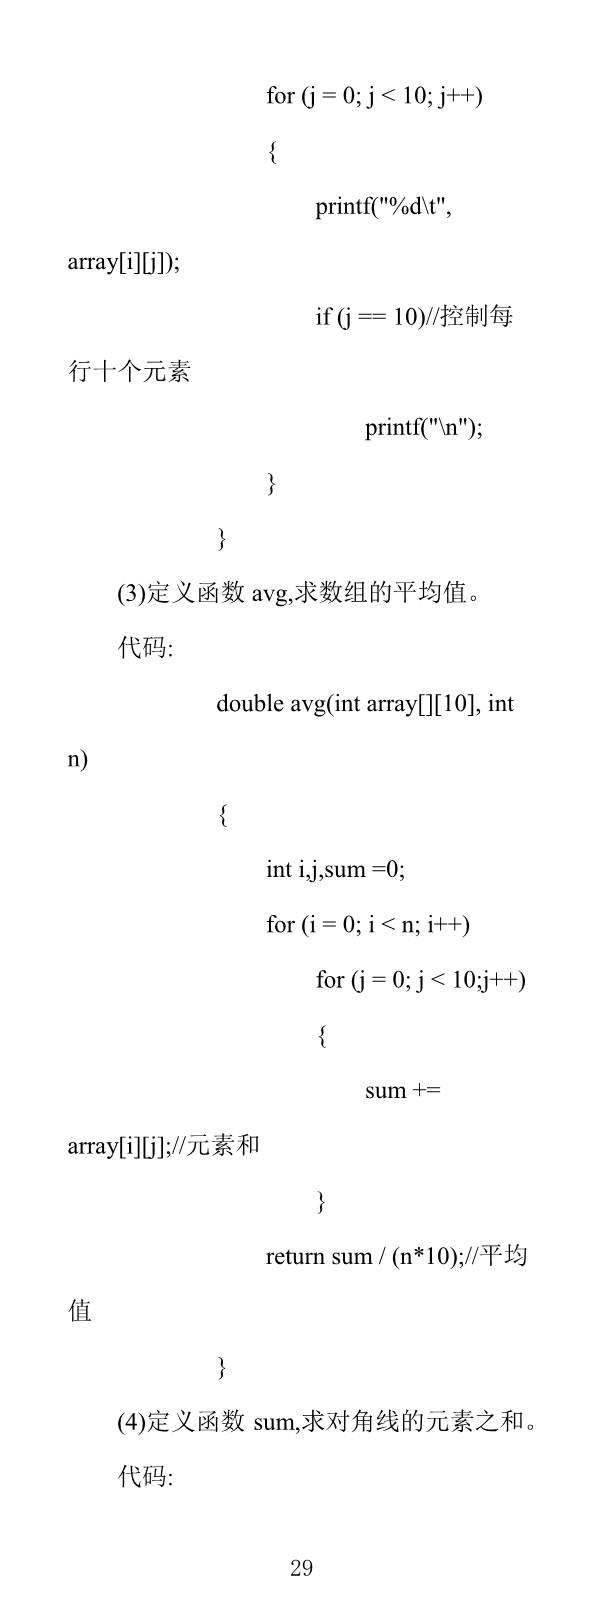 for (j = 0; j < 10; j++)
{
printf("%d\t",
array[i][j]);
if (j == 10)//控制每
行十个元素
printf("\n");
}
}
(3)定义函数 avg,求数组的平均值。
代码:
double avg(int array[][10], int
n)
{
int i,j,sum =0;
for (i = 0; i < n; i++)
for (j = 0; j < 10;j++)
{
sum +=
array[i][j];//元素和
}
return sum / (n*10);//平均
值
}
(4)定义函数 sum,求对角线的元素之和。
代码:
29